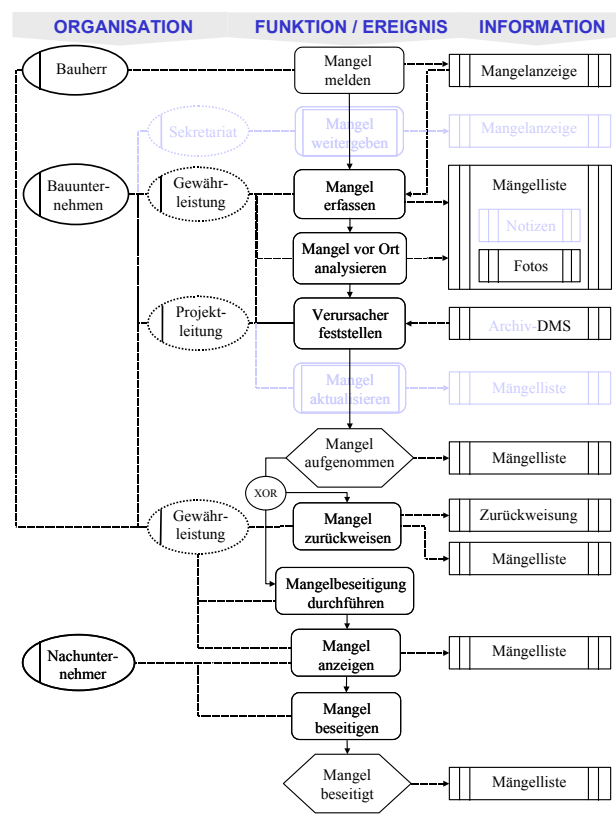 ORGANISATION FUNKTION / EREIGNIS INFORMATION
Bauherr
Mangel
melden
Mangelanzeige
Sekretariat
Mangel
weitergeben
Mangelanzeige
Bauunter-
nehmen
Gewähr-
leistung
Mangel
erfassen
Mängelliste
Notizen
Fotos
Mangel vor Ort
analysieren
Projekt-
leitung
Verursacher
feststellen
Archiv-DMS
Mangel
aktualisieren
Mängelliste
Mangel
aufgenommen
Mängelliste
XOR
Gewähr-
leistung
Mangel
zurückweisen
Zurückweisung
Mängelliste
Mangelbeseitigung
durchführen
Nachunter-
nehmer
Mangel
anzeigen
Mängelliste
Mangel
beseitigen
Mangel
beseitigt
Mängelliste